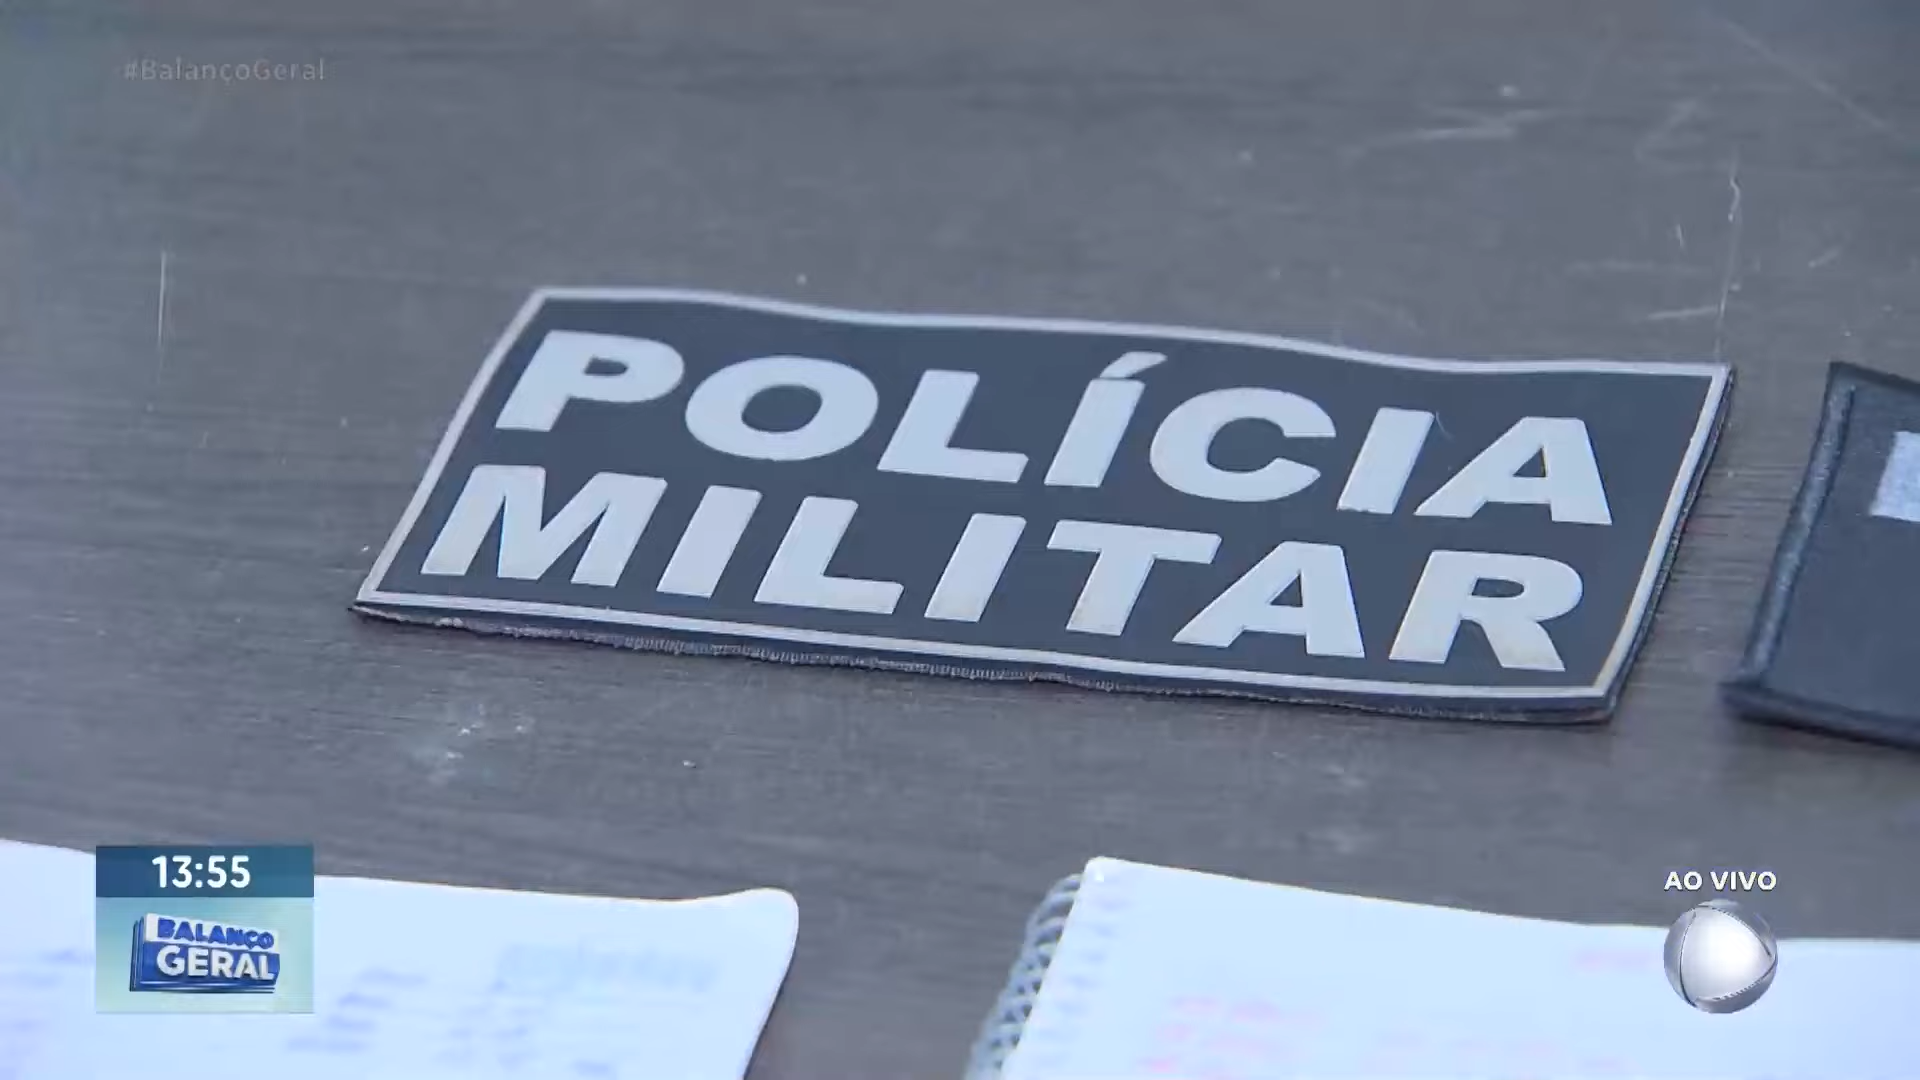 #BalançoGeral
POLÍCIA
MILITAR
13:55
BALANÇO
GERAL
AO VIVO